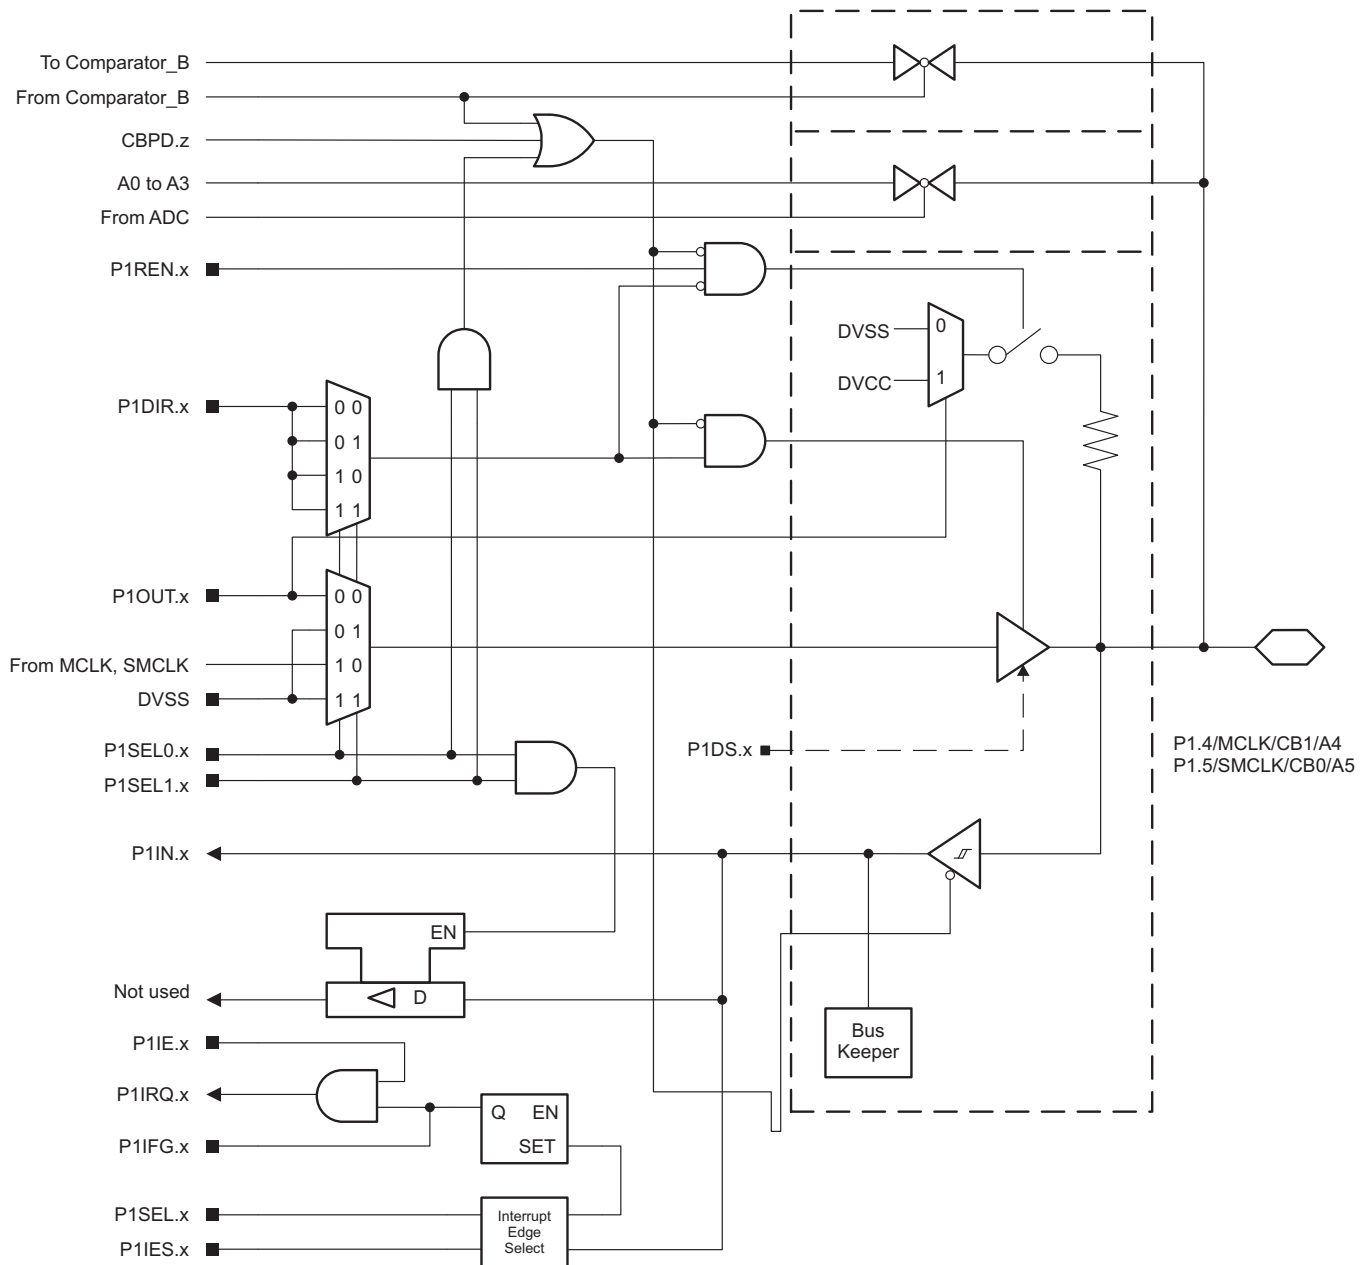 To Comparator_B
From Comparator_B
CBPD.z
A0 to A3
From ADC
P1REN.x
DVSS
0
DVCC
1
P1DIR.x
0 0
0 1
1 0
1 1
P1OUT.x
0 0
0 1
From MCLK, SMCLK
1 0
DVSS
1 1
P1SEL0.x
P1SEL1.x
P1DS.x
P1.4/MCLK/CB1/A4
P1.5/SMCLK/CB0/A5
P1IN.x
EN
Not used
D
Bus
Keeper
P1IE.x
P1IRQ.x
Q EN
SET
P1IFG.x
P1SEL.x
P1IES.x
Interrupt
Edge
Select